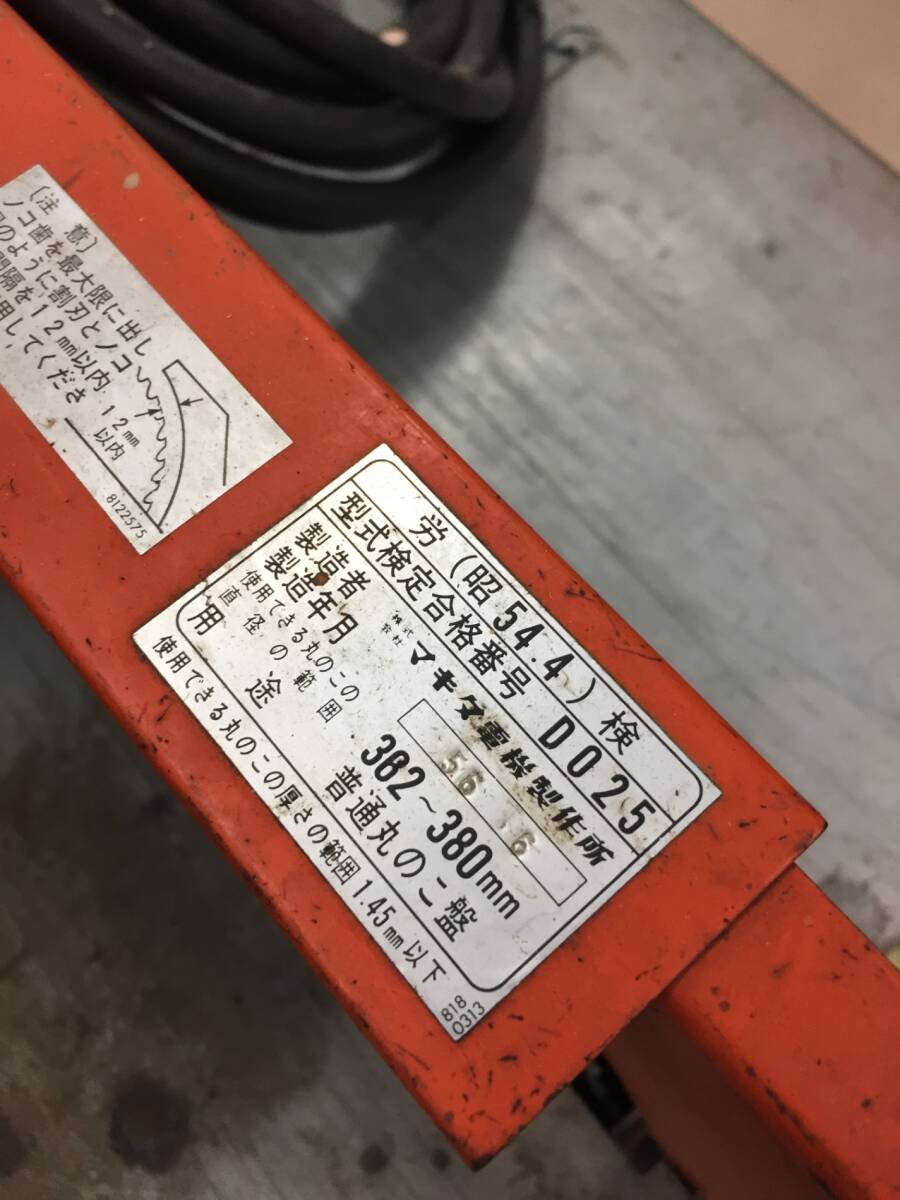 (注意)
ノコ歯を最大限に出し
のように割刃とノコ
間隔を12mm以内
用してくださ
12mm
以内
8122575
労(昭54.4)検
型式検定合格番号 D025
製造者 株式会社 マキタ電機製作所
製造年月 56 6
使用できる丸のこの
直径の範囲 362~380mm
用途 普通丸のこ盤
使用できる丸のこの厚さの範囲1.45mm以下
818
0313